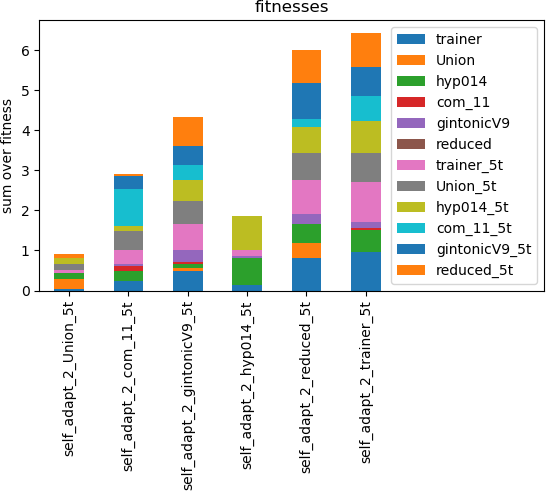 fitnesses
sum over fitness
6
5
4
3
2
1
0
trainer
Union
hyp014
com_11
gintonicV9
reduced
trainer_5t
Union_5t
hyp014_5t
com_11_5t
gintonicV9_5t
reduced_5t
self_adapt_2_Union_5t
self_adapt_2_com_11_5t
self_adapt_2_gintonicV9_5t
self_adapt_2_hyp014_5t
self_adapt_2_reduced_5t
self_adapt_2_trainer_5t